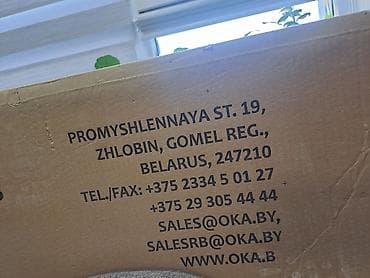 PROMYSHLENNAYA ST. 19,
ZHLOBIN, GOMEL REG.,
BELARUS, 247210
TEL./FAX: +375 2334 5 01 27
+375 29 305 44 44
SALES@OKA.BY,
SALESRB@OKA.BY
WWW.OKA.B